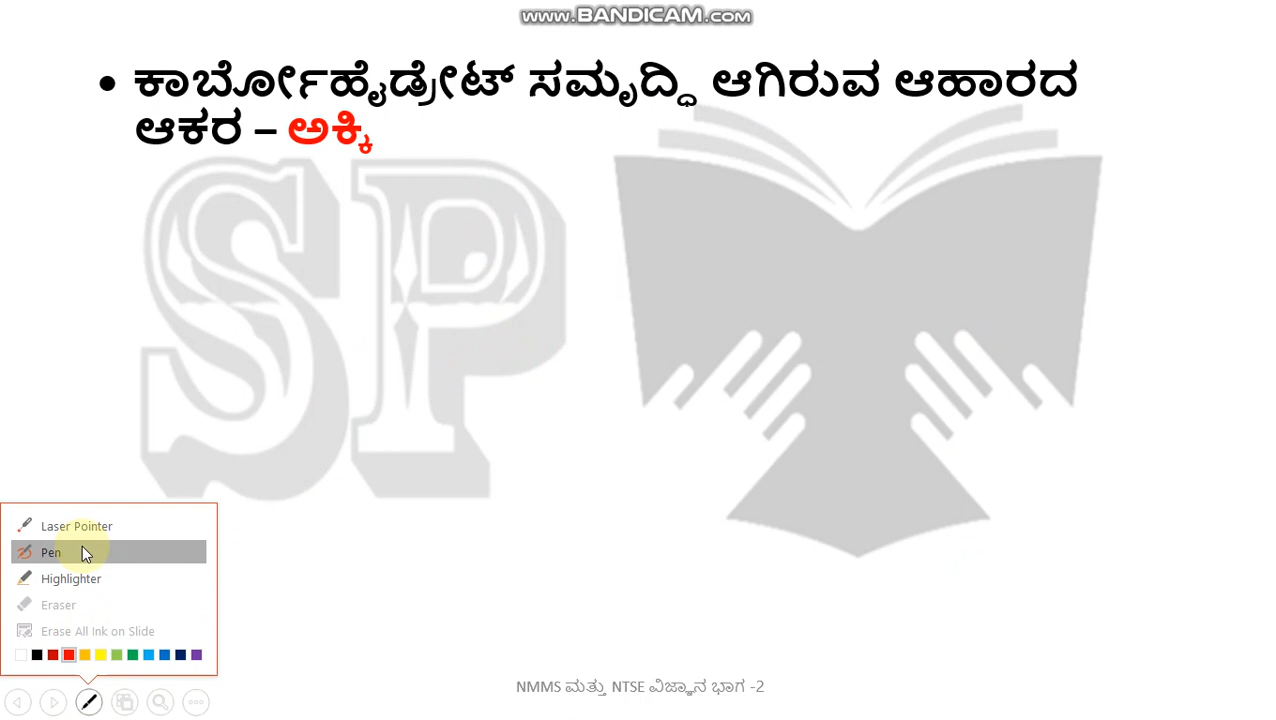 www.BANDICAM.com
• ಕಾರ್ಬೋಹೈಡ್ರೇಟ್ ಸಮೃದ್ಧಿ ಆಗಿರುವ ಆಹಾರದ
ಆಕರ – ಅಕ್ಕಿ
SP
Laser Pointer
Pen
Highlighter
Eraser
Erase All Ink on Slide
NMMS ಮತ್ತು NTSE ವಿಜ್ಞಾನ ಭಾಗ -2